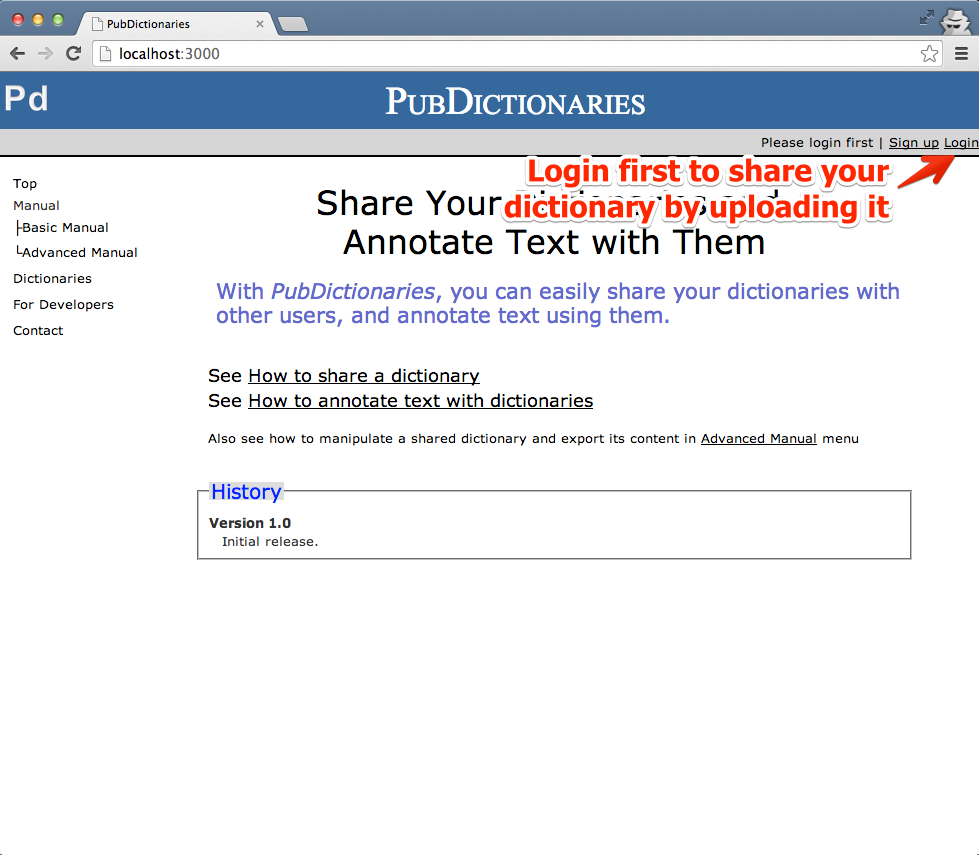 PubDictionaries
localhost:3000
Pd
PUBDICTIONARIES
Please login first | Sign up Login
Login first to share your
dictionary by uploading it
Top
Manual
├Basic Manual
└Advanced Manual
Dictionaries
For Developers
Contact
Share Your
Annotate Text with Them
With PubDictionaries, you can easily share your dictionaries with
other users, and annotate text using them.
See How to share a dictionary
See How to annotate text with dictionaries
Also see how to manipulate a shared dictionary and export its content in Advanced Manual menu
History
Version 1.0
Initial release.